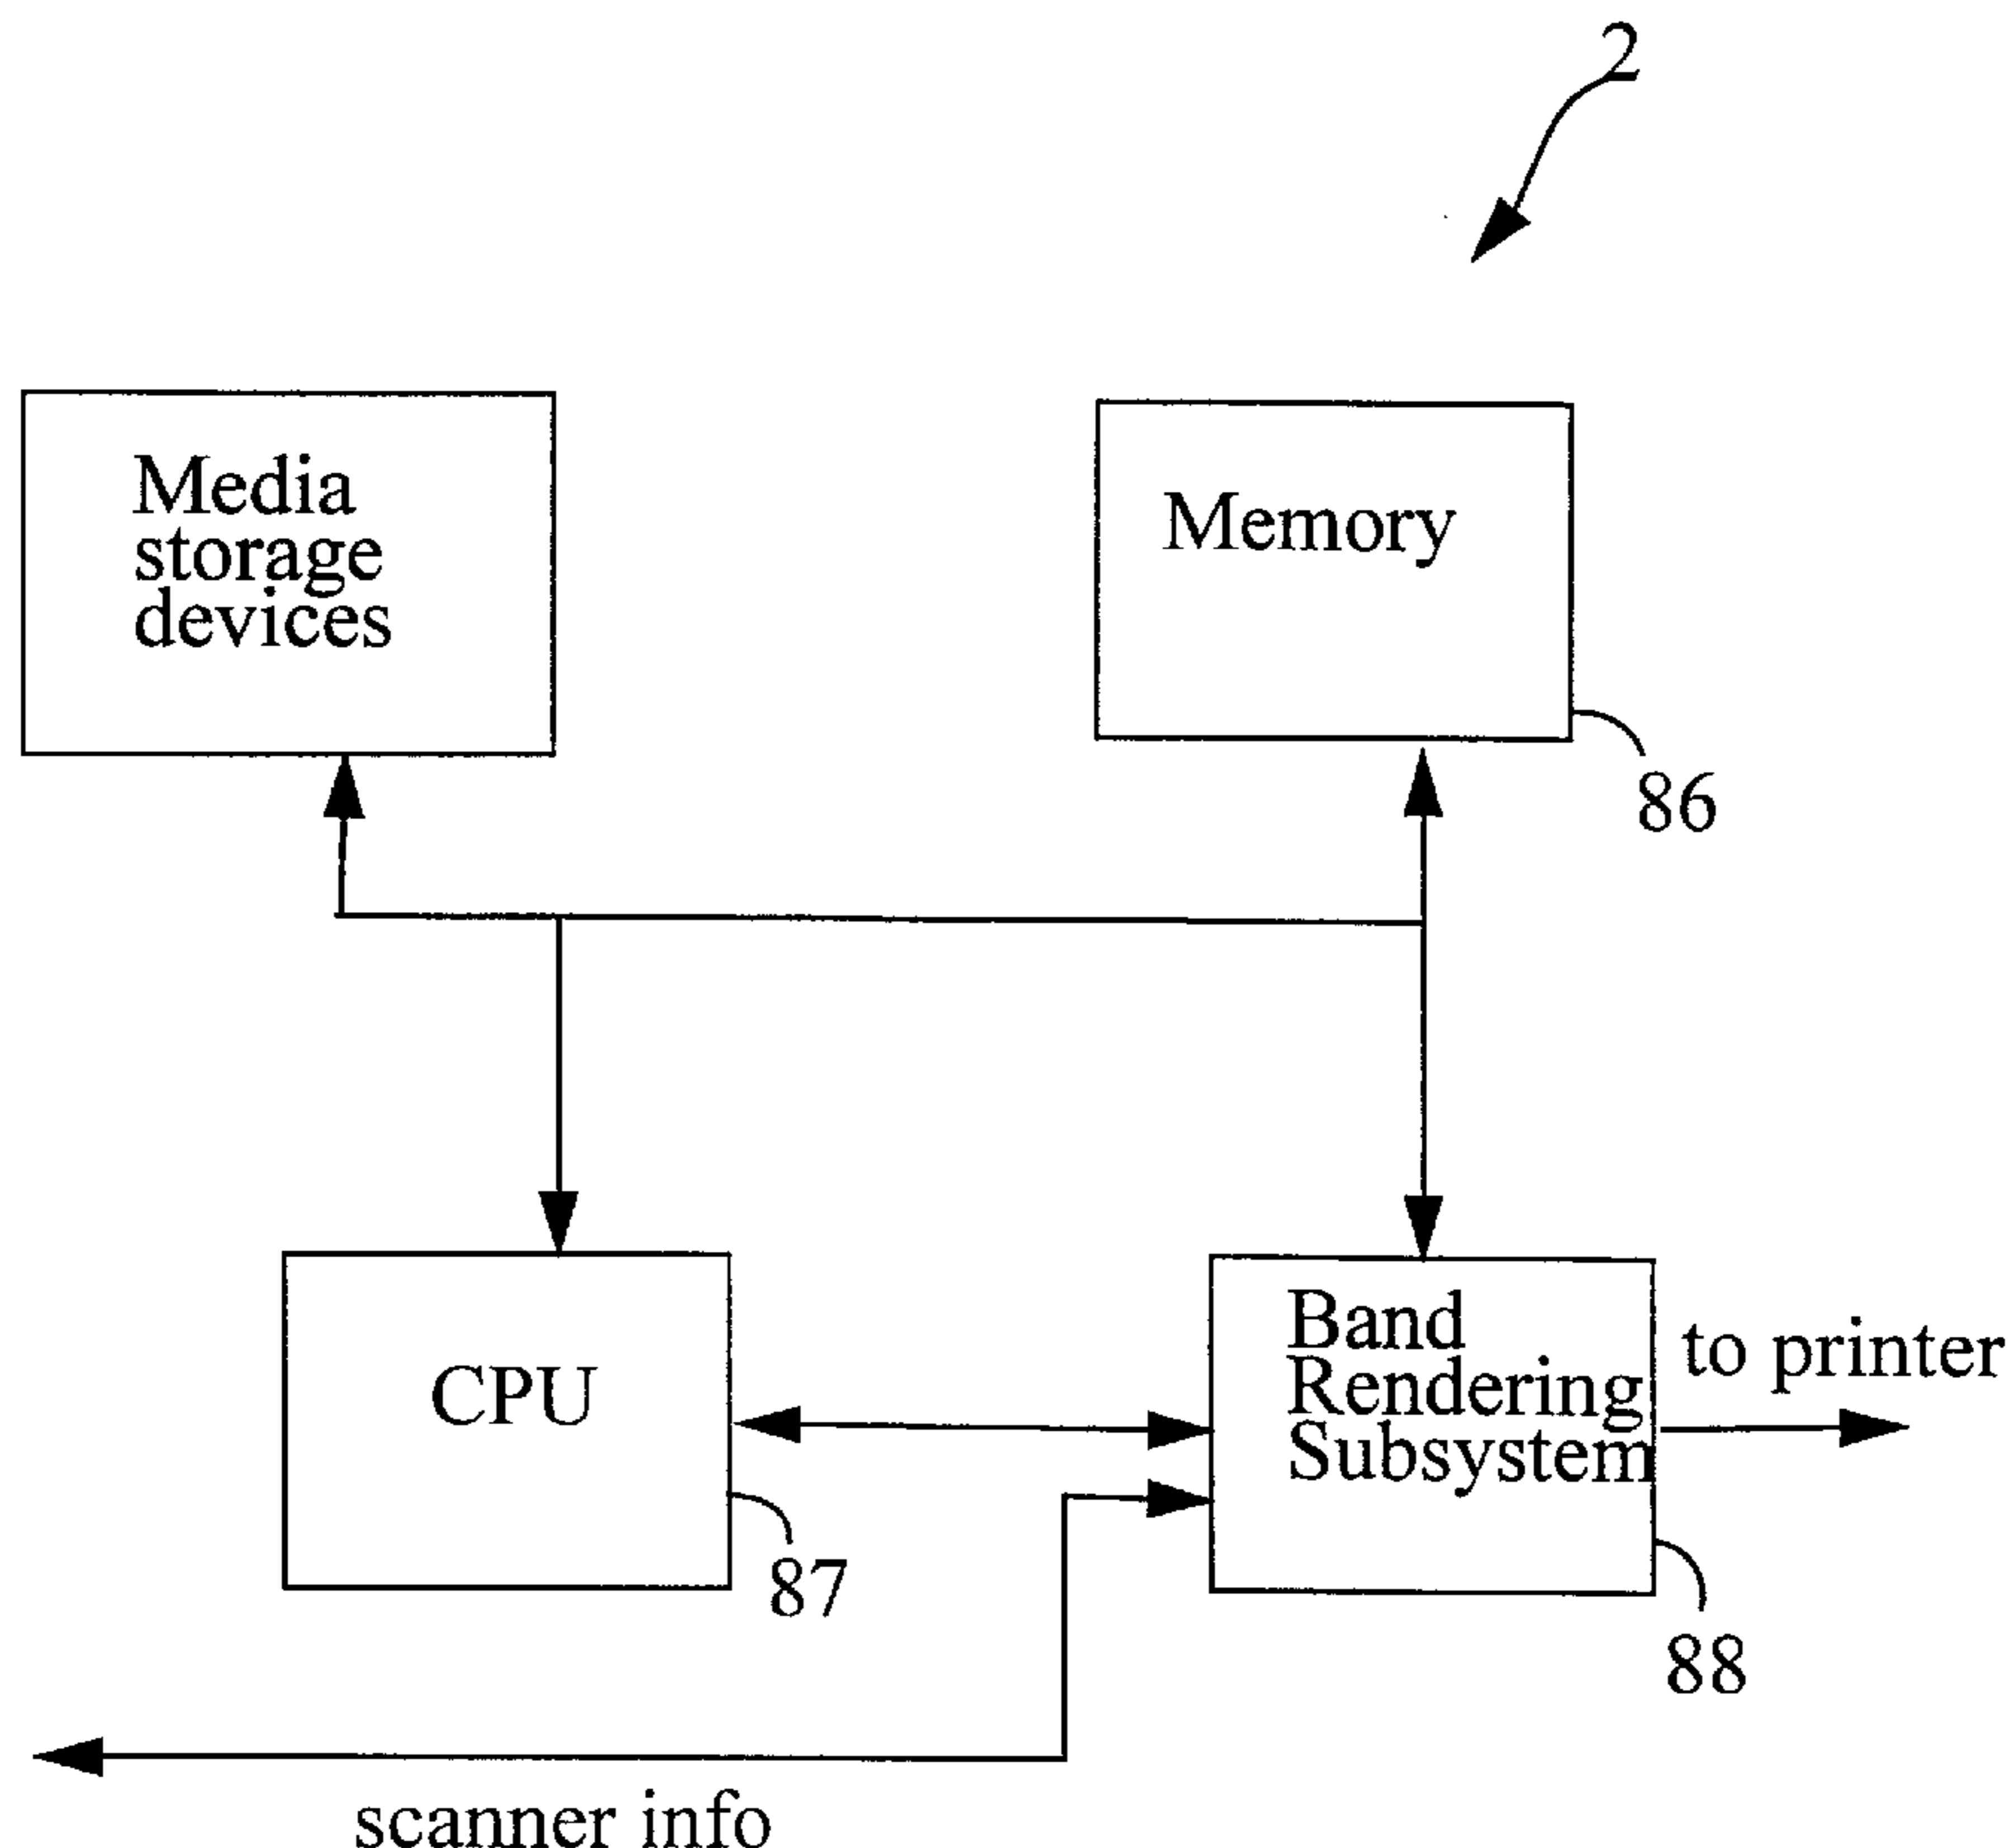 2
Media
storage
devices
Memory
86
CPU
87
Band
Rendering
Subsystem
to printer
88
scanner info